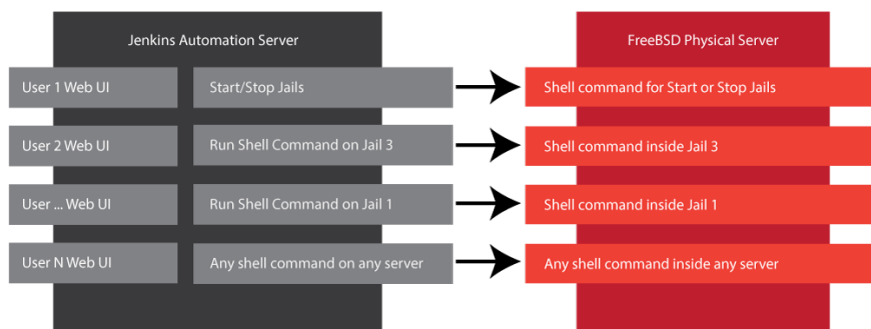 Jenkins Automation Server
FreeBSD Physical Server
User 1 Web UI
Start/Stop Jails
Shell command for Start or Stop Jails
User 2 Web UI
Run Shell Command on Jail 3
Shell command inside Jail 3
User ... Web UI
Run Shell Command on Jail 1
Shell command inside Jail 1
User N Web UI
Any shell command on any server
Any shell command inside any server